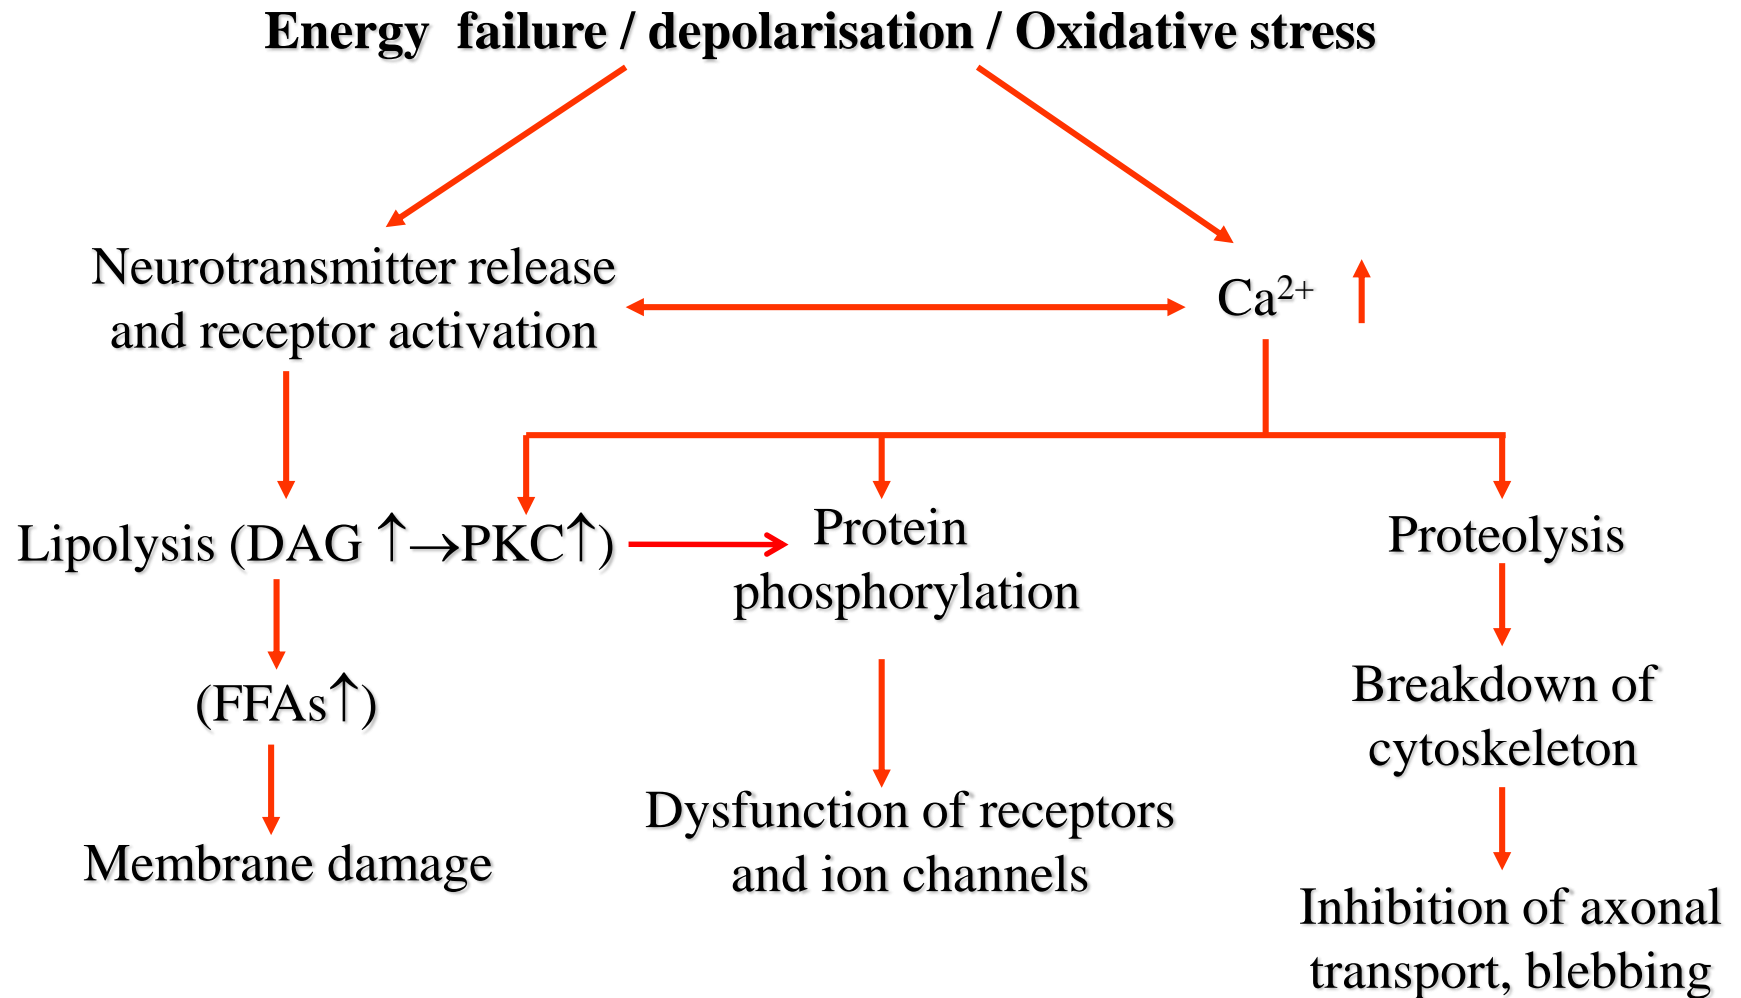 Energy failure / depolarisation / Oxidative stress
Neurotransmitter release
and receptor activation
Ca²⁺ ↑
Lipolysis (DAG ↑→PKC↑)
Protein
phosphorylation
Proteolysis
(FFAs↑)
Breakdown of
cytoskeleton
Membrane damage
Dysfunction of receptors
and ion channels
Inhibition of axonal
transport, blebbing